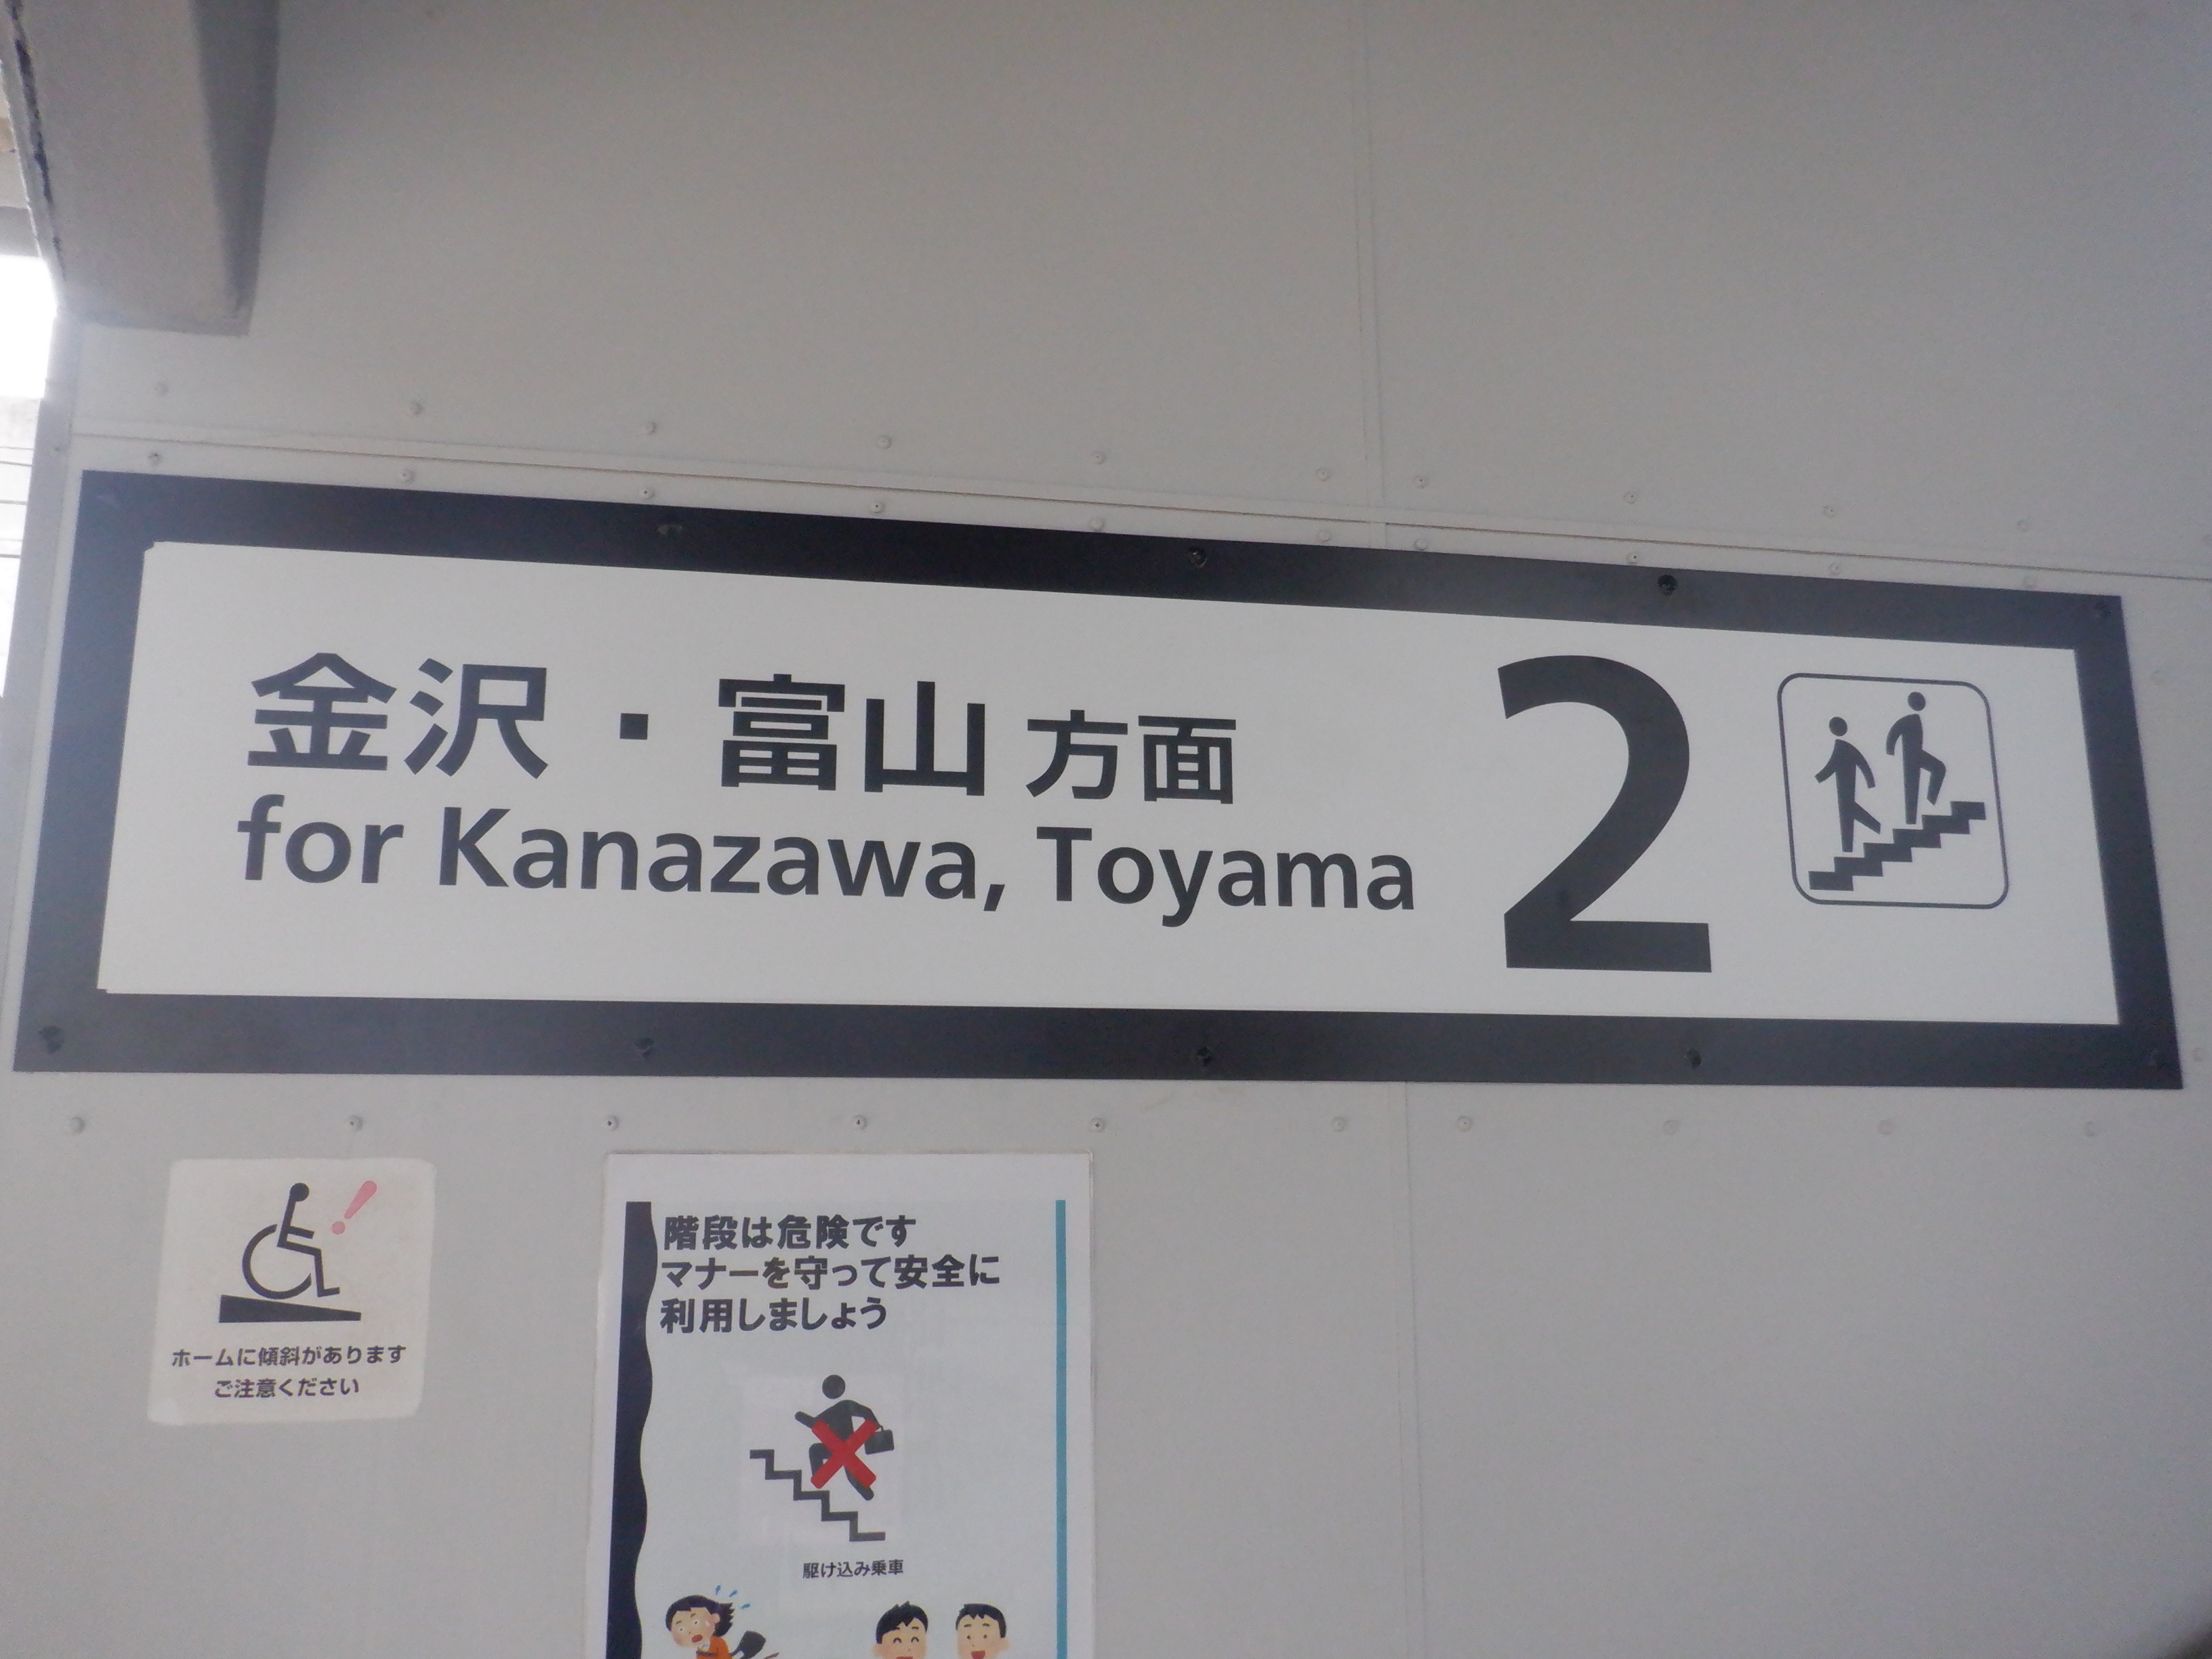 金沢・富山 方面
for Kanazawa, Toyama
2
ホームに傾斜があります
ご注意ください
階段は危険です
マナーを守って安全に
利用しましょう
駆け込み乗車